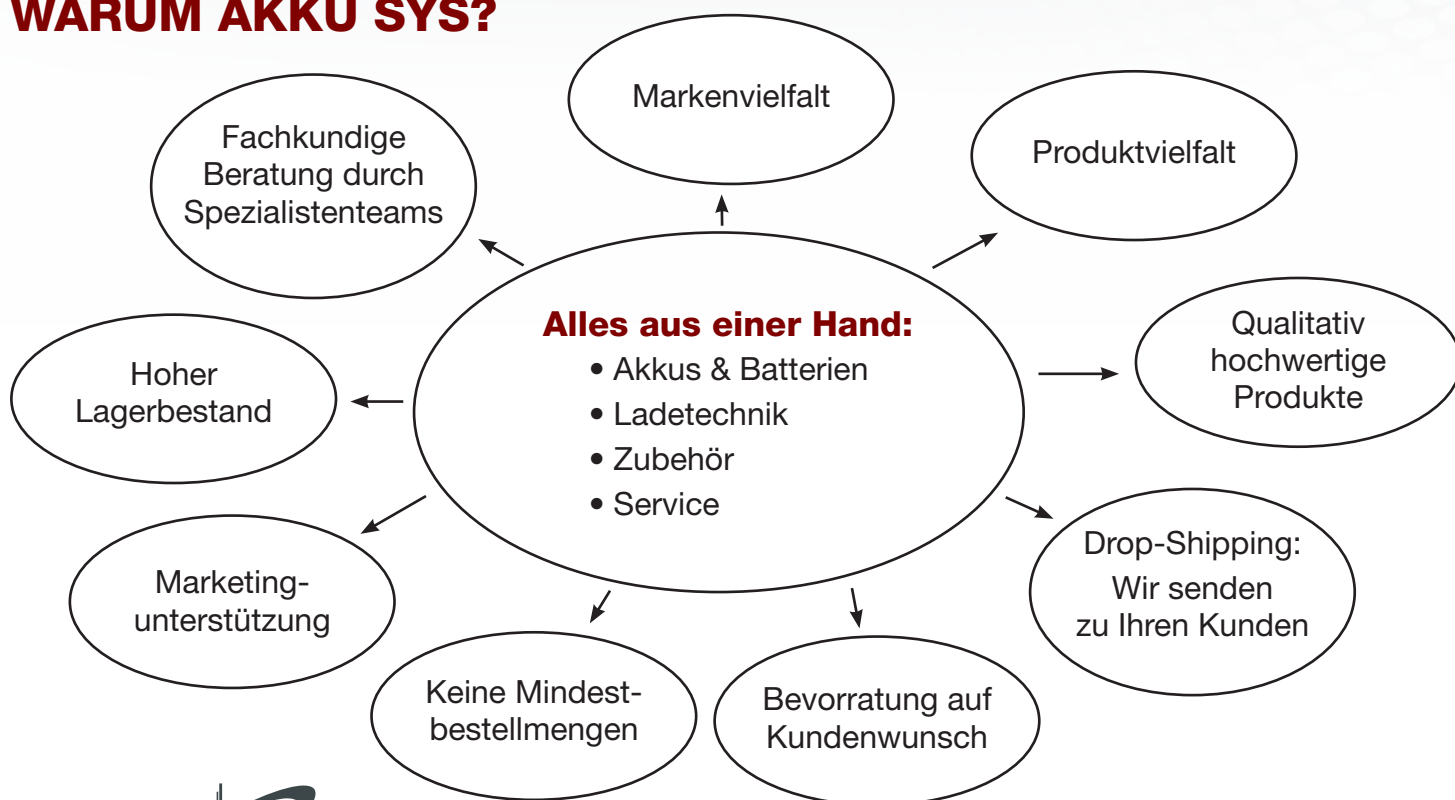 WARUM AKKU SYS?
Markenvielfalt
Fachkundige
Beratung durch
Spezialistenteams
Produktvielfalt
Alles aus einer Hand:
• Akkus & Batterien
• Ladetechnik
• Zubehör
• Service
Qualitativ
hochwertige
Produkte
Hoher
Lagerbestand
Drop-Shipping:
Wir senden
zu Ihren Kunden
Marketing-
unterstützung
Keine Mindest-
bestellmengen
Bevorratung auf
Kundenwunsch